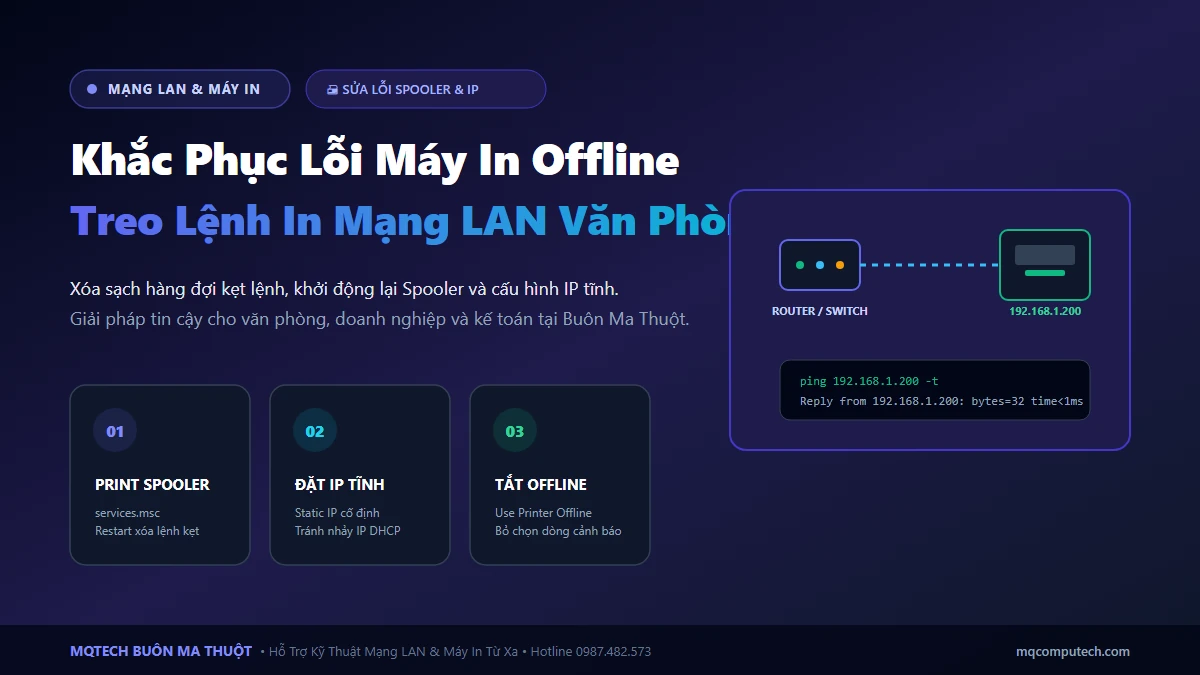 MẠNG LAN & MÁY IN
SỬA LỖI SPOOLER & IP
Khắc Phục Lỗi Máy In Offline
Treo Lệnh In Mạng LAN Văn Phò
Xóa sạch hàng đợi kẹt lệnh, khởi động lại Spooler và cấu hình IP tĩnh.
Giải pháp tin cậy cho văn phòng, doanh nghiệp và kế toán tại Buôn Ma Thuột.
ROUTER / SWITCH
192.168.1.200
ping 192.168.1.200 -t
Reply from 192.168.1.200: bytes=32 time<1ms
01
PRINT SPOOLER
services.msc
Restart xóa lệnh kẹt
02
ĐẶT IP TĨNH
Static IP cố định
Tránh nhảy IP DHCP
03
TẮT OFFLINE
Use Printer Offline
Bỏ chọn dòng cảnh báo
MQTECH BUÔN MA THUỘT • Hỗ Trợ Kỹ Thuật Mạng LAN & Máy In Từ Xa • Hotline 0987.482.573
mqcomputech.com